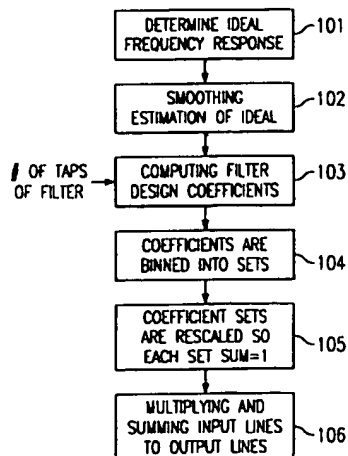 DETERMINE IDEAL
FREQUENCY RESPONSE
101
SMOOTHING
ESTIMATION OF IDEAL
102
# OF TAPS
OF FILTER
COMPUTING FILTER
DESIGN COEFFICIENTS
103
COEFFICIENTS ARE
BINNED INTO SETS
104
COEFFICIENT SETS
ARE RESCALED SO
EACH SET SUM=1
105
MULTIPLYING AND
SUMMING INPUT LINES
TO OUTPUT LINES
106